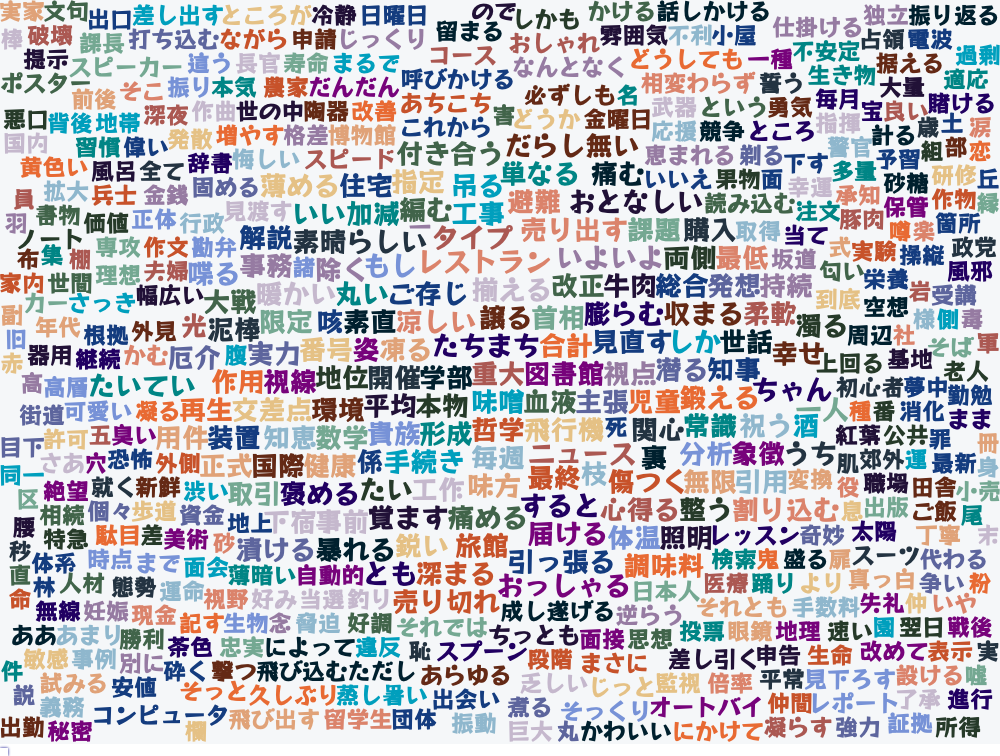 実家 文句 出口 差し出す ところが 冷静 日曜日 ので しかも かける 話しかける 仕掛ける 独立 振り返る
棒 破壊 課長 打ち込む ながら 申請 じっくり 留まる コース おしゃれ 雰囲気 不利 小屋 占領 電波
提示 スピーカー 違う 長官 寿命 まるで なんとなく どうしても 一種 不安定 据える 過剰
ポスター 前後 そこ 振り 本気 農家 だんだん 呼びかける 相変わらず 誓う 生き物 大量 適応
悪口 背後 地帯 深夜 作曲 世の中 陶器 改善 あちこち 害 必ずしも 名 武器 という 勇気 毎月 宝 良い 賭ける
国内 習慣 偉い 発散 増やす 格差 博物館 これから どうか 金曜日 応援 競争 ところ 指揮 計る 歳 士 涙
黄色い 風呂 全て 辞書 悔しい スピード 付き合う だらし無い 恵まれる 剃る 下す 警官 予習 組 部 恋
員 拡大 兵士 金銭 固める 薄める 住宅 指定 吊る 単なる 痛む いいえ 果物 面 幸運 多量 砂糖 研修 丘
羽 書物 価値 正体 行政 見渡す いい加減 編む 工事 避難 おとなしい 読み込む 注文 承知 豚肉 保管 作物 緑
布 ノート 集 棚 専攻 作文 勘弁 解説 素晴らしい 一 タイプ 売り出す 課題 購入 取得 当て 噂 楽 箇所
家内 世間 理想 夫婦 喋る 事務 諸 除く もし レストラン いよいよ 両側 最低 坂道 式 実験 操縦 政党
副 カー さっき 幅広い 大戦 暖かい 丸い ご存じ 揃える 改正 牛肉 総合 発想 持続 匂い 栄養 岩 風邪 受講
旧 年代 根拠 外見 光 泥棒 限定 咳 素直 涼しい 譲る 首相 膨らむ 収まる 柔軟 濁る 到底 空想 様 側 毒
赤 器用 継続 かむ 厄介 腹 実力 番号 姿 凍る たちまち 合計 見直す しか 世話 幸せ 周辺 社 そば 軍
高 高層 たいてい 作用 視線 地位 開催 学部 重大 図書館 視点 潜る 知事 上回る 基地 老人
街道 可愛い 凝る 再生 交差点 環境 平均 本物 味噌 血液 主張 児童 鍛える ちゃん 初心者 夢中 勤勉
目下 許可 五 臭い 用件 装置 知恵 数学 貴族 形成 哲学 飛行機 死 関心 常識 祝う 酒 一人 種 番 消化 まま
同一 さあ 穴 恐怖 外側 正式 国際 健康 係 手続き 毎週 ニュース 裏 分析 象徴 うち 紅葉 公共 罪 冊
区 絶望 就く 新鮮 渋い 取引 褒める たい 工作 味方 最終 枝 傷つく 無限 引用 変換 肌 郊外 運 最新 身
腰 相続 個々 歩道 資金 地上 下宿 事前 覚ます 痛める すると 心得る 整う 割り込む 役 職場 田舎 小売
秒 特急 駄目 差 美術 砂 漬ける 暴れる 鋭い 旅館 届ける 体温 照明 レッスン 奇妙 息 出版 ご飯 尾
直 体系 時点 まで 面会 薄暗い 自動的 とも 深まる 引っ張る 調味料 検索 鬼 盛る 太陽 扉 スーツ 丁寧 代わる 末
命 林 人材 態勢 運命 視野 好み 当選 釣り 売り切れ おっしゃる 日本人 医療 踊り より 真っ白 争い 粉
無線 妊娠 現金 記す 生物 念 脅迫 好調 それでは 成し遂げる 逆らう それとも 手数料 失礼 仲 いや
ああ あまり 勝利 茶色 忠実 によって 違反 恥 スプーン ちっとも 面接 思想 投票 眼鏡 地理 速い 園 翌日 戦後
件 敏感 事例 別に 砕く 撃つ 飛び込む ただし あらゆる 段階 まさに 差し引く 申告 生命 改めて 表示 実
説 試みる 安値 そっと 久しぶり 蒸し暑い 出会い 乏しい じっと 監視 倍率 平常 見下ろす 設ける 嘘
義務 コンピュータ 飛び出す 留学生 団体 煮る そっくり オートバイ 仲間 レポート 了承 進行
出勤 秘密 欄 振動 巨大 丸 かわいい にかけて 凝らす 強力 証拠 所得